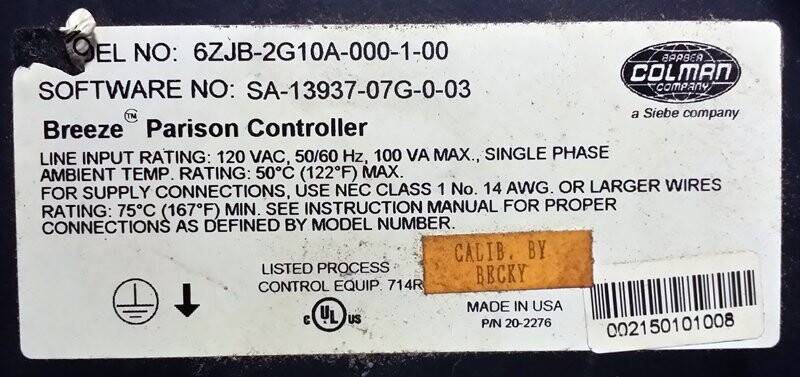 DEL NO: 6ZJB-2G10A-000-1-00
SOFTWARE NO: SA-13937-07G-0-03
Breeze™ Parison Controller
BARBER
COLMAN
COMPANY
a Siebe company
LINE INPUT RATING: 120 VAC, 50/60 Hz, 100 VA MAX., SINGLE PHASE
AMBIENT TEMP. RATING: 50°C (122°F) MAX.
FOR SUPPLY CONNECTIONS, USE NEC CLASS 1 No. 14 AWG. OR LARGER WIRES
RATING: 75°C (167°F) MIN. SEE INSTRUCTION MANUAL FOR PROPER
CONNECTIONS AS DEFINED BY MODEL NUMBER.
CALIB. BY
BECKY
LISTED PROCESS
CONTROL EQUIP. 714R
c UL us
MADE IN USA
P/N 20-2276
002150101008